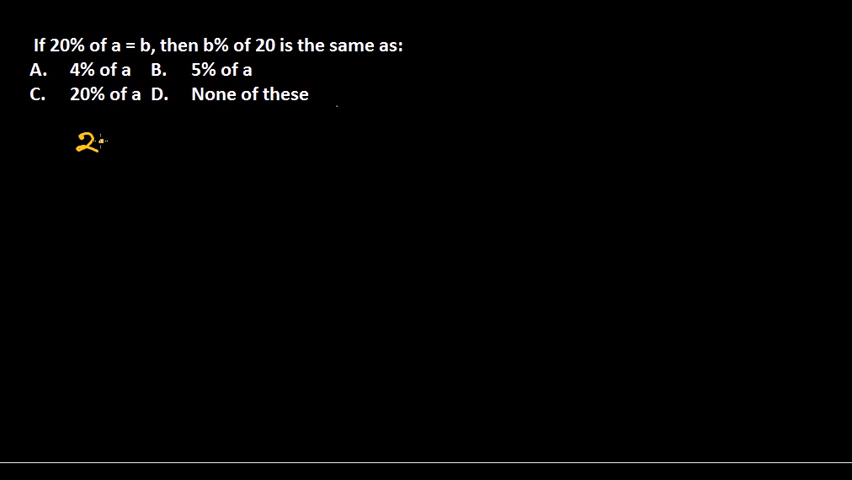 If 20% of a = b, then b% of 20 is the same as:
A. 4% of a B. 5% of a
C. 20% of a D. None of these
2